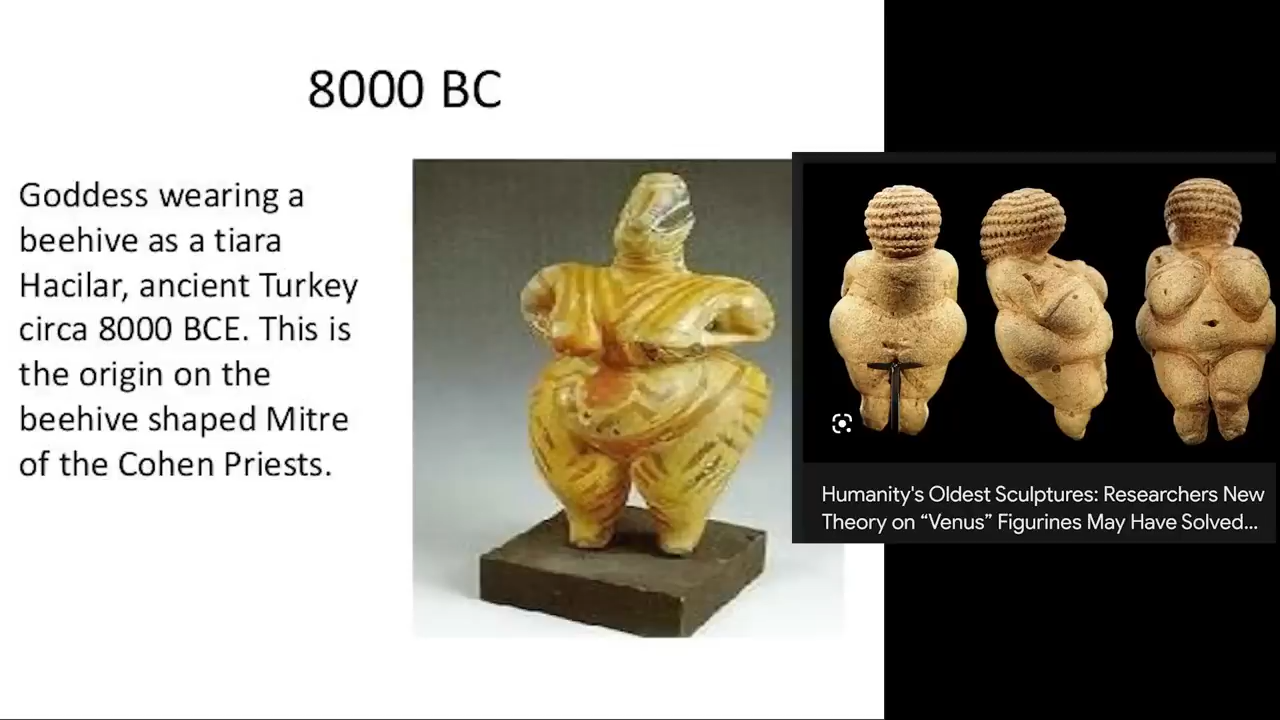 8000 BC
Goddess wearing a
beehive as a tiara
Hacilar, ancient Turkey
circa 8000 BCE. This is
the origin on the
beehive shaped Mitre
of the Cohen Priests.
Humanity's Oldest Sculptures: Researchers New
Theory on “Venus” Figurines May Have Solved...